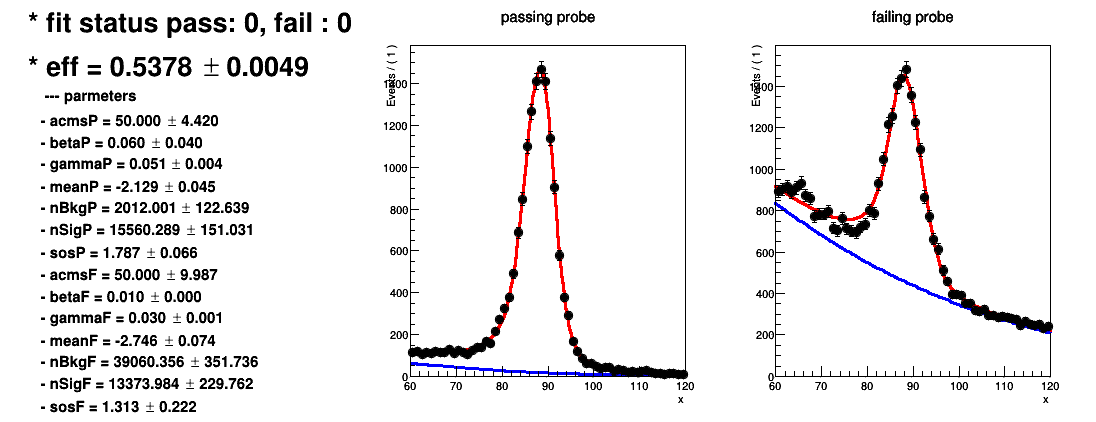 * fit status pass: 0, fail : 0
* eff = 0.5378 ± 0.0049
--- parmeters
- acmsP = 50.000 ± 4.420
- betaP = 0.060 ± 0.040
- gammaP = 0.051 ± 0.004
- meanP = -2.129 ± 0.045
- nBkgP = 2012.001 ± 122.639
- nSigP = 15560.289 ± 151.031
- sosP = 1.787 ± 0.066
- acmsF = 50.000 ± 9.987
- betaF = 0.010 ± 0.000
- gammaF = 0.030 ± 0.001
- meanF = -2.746 ± 0.074
- nBkgF = 39060.356 ± 351.736
- nSigF = 13373.984 ± 229.762
- sosF = 1.313 ± 0.222
passing probe
Events / ( 1 )
1400
1200
1000
800
600
400
200
0
60 70 80 90 100 110 120
x
failing probe
Events / ( 1 )
1400
1200
1000
800
600
400
200
0
60 70 80 90 100 110 120
x